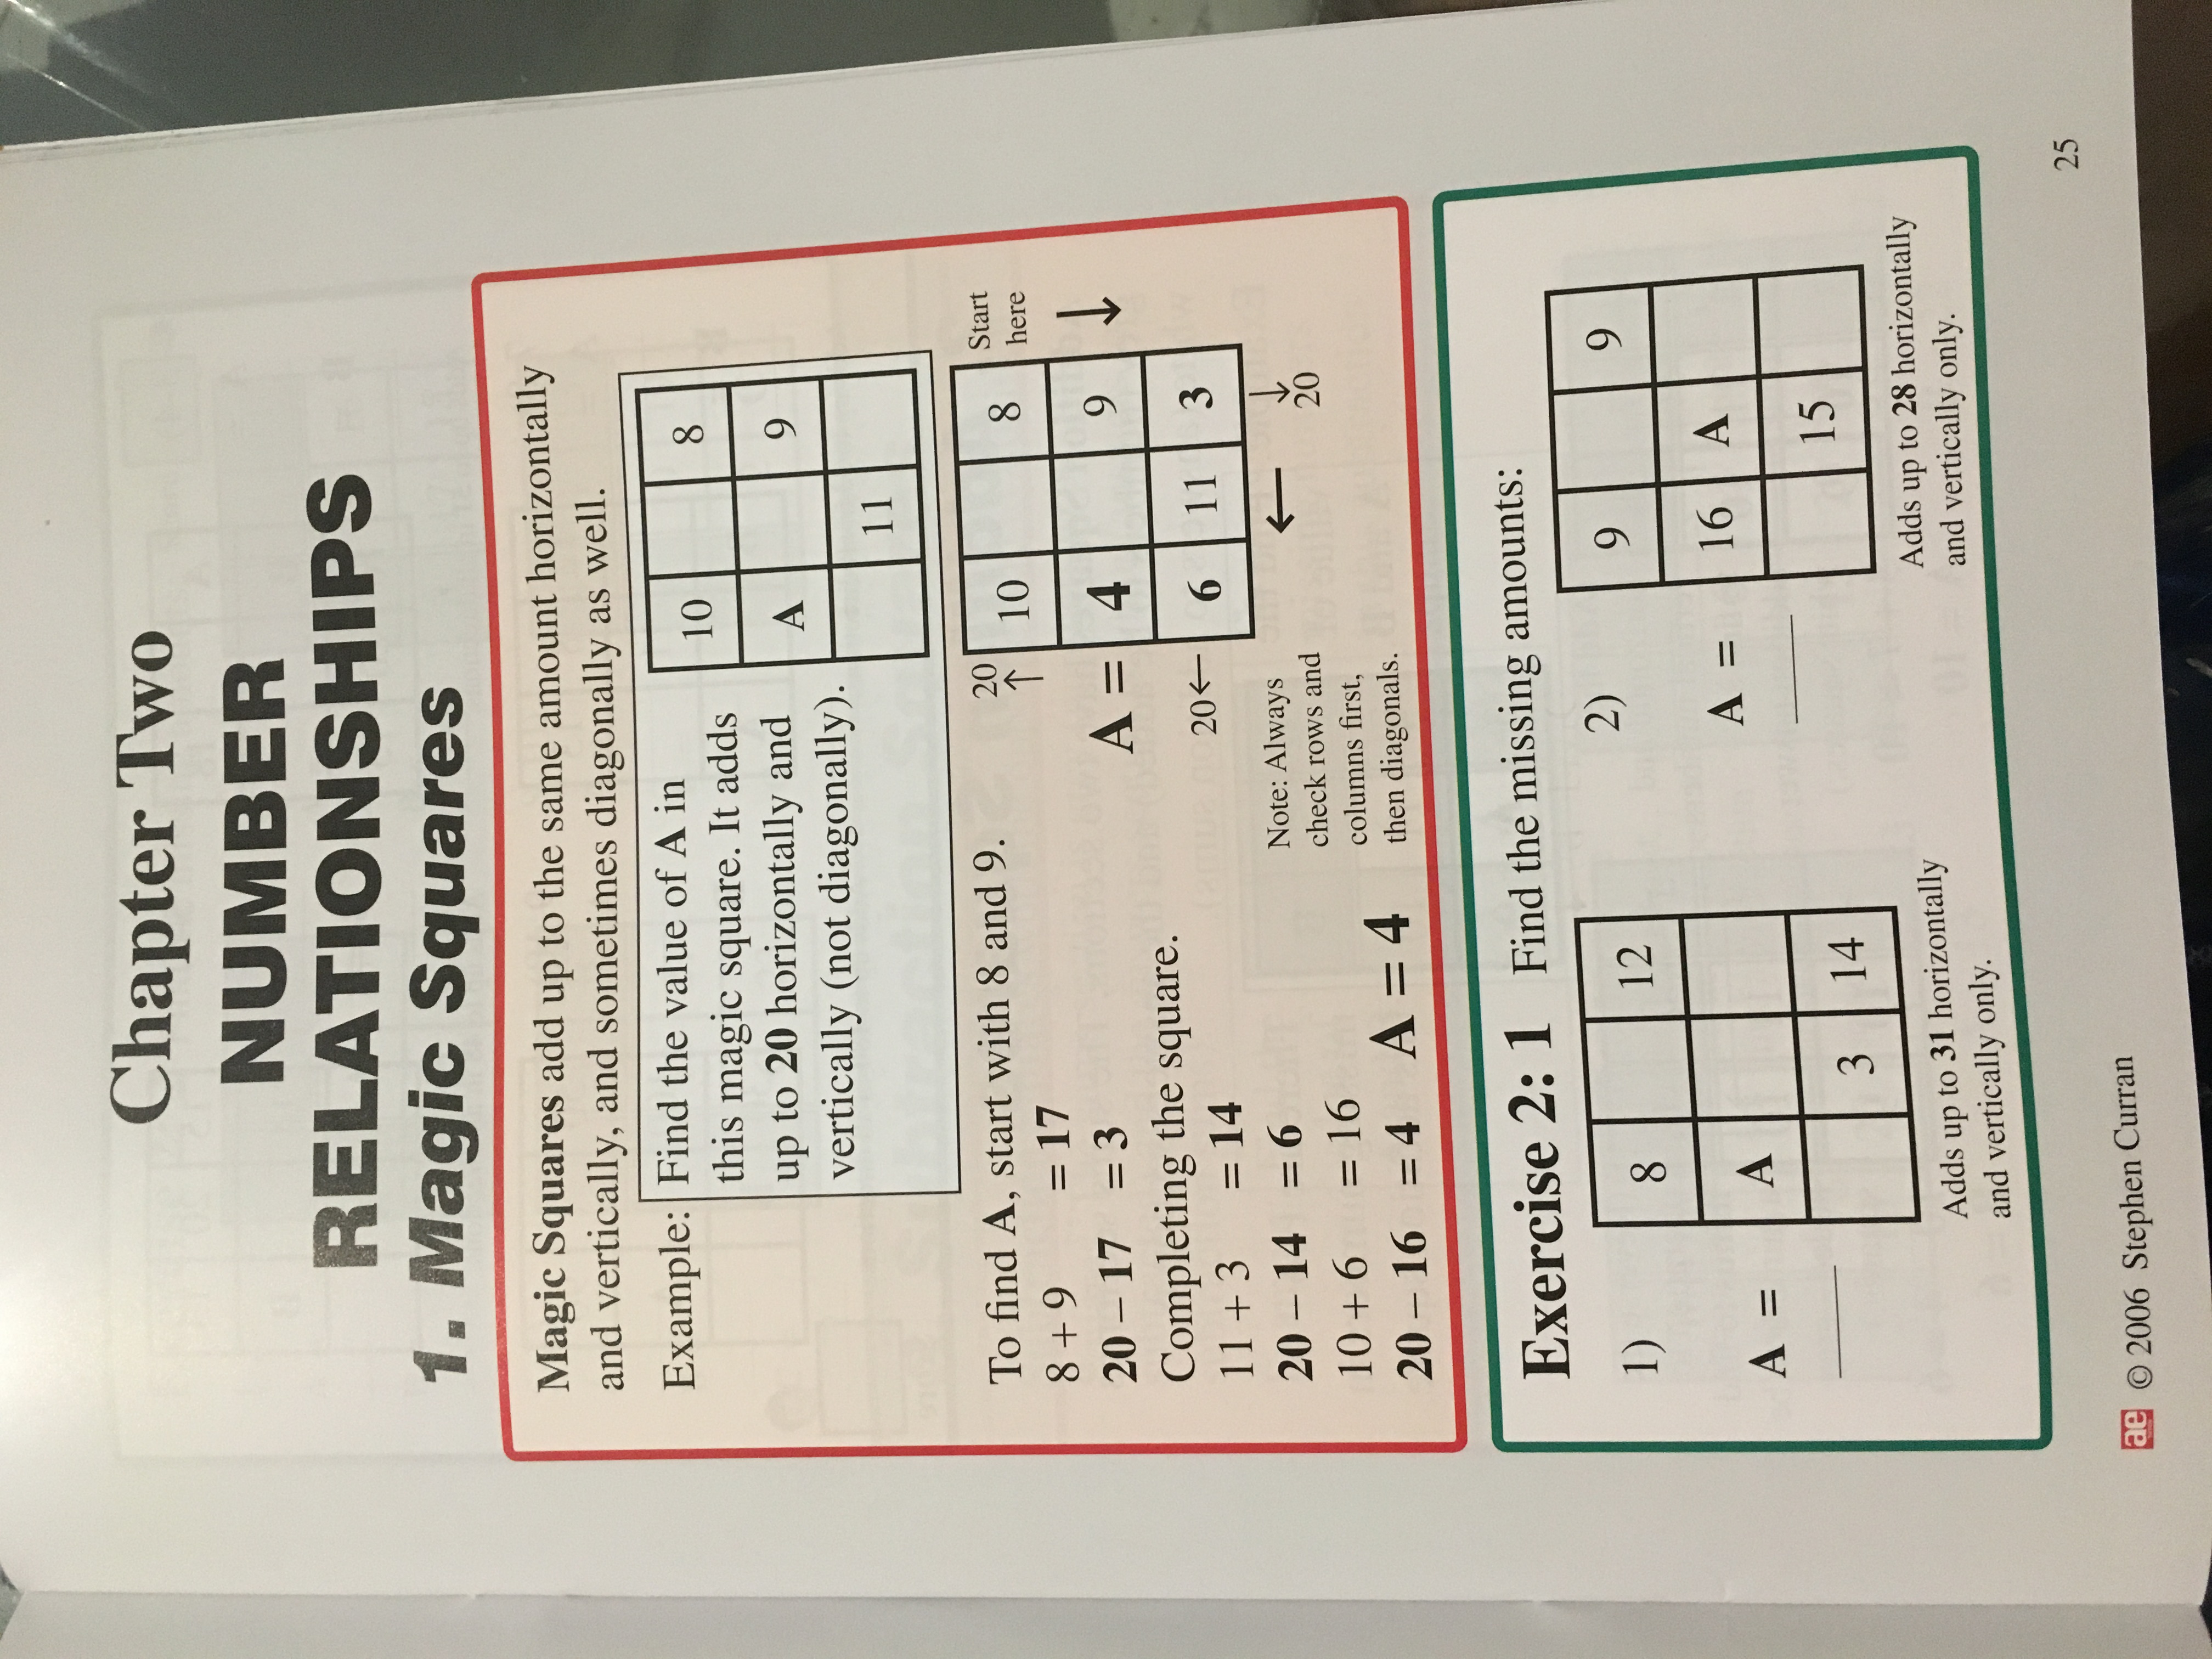 Chapter Two
NUMBER
RELATIONSHIPS
1. Magic Squares
Magic Squares add up to the same amount horizontally
and vertically, and sometimes diagonally as well.
Example:
Find the value of A in
this magic square. It adds
up to 20 horizontally and
vertically (not diagonally).
10 8
A 9
11
To find A, start with 8 and 9.
8 + 9 = 17
20 – 17 = 3
Completing the square.
11 + 3 = 14
20 – 14 = 6
10 + 6 = 16
20 – 16 = 4
A = 4
20 ↑
10 8
Start
here
↓
A = 4 9
20 ← 6 11 3
← ↓
20
Note: Always
check rows and
columns first,
then diagonals.
Exercise 2: 1 Find the missing amounts:
1)
8 12
A = A
3 14
Adds up to 31 horizontally
and vertically only.
2)
9 9
A = 16 A
15
Adds up to 28 horizontally
and vertically only.
25
ae © 2006 Stephen Curran